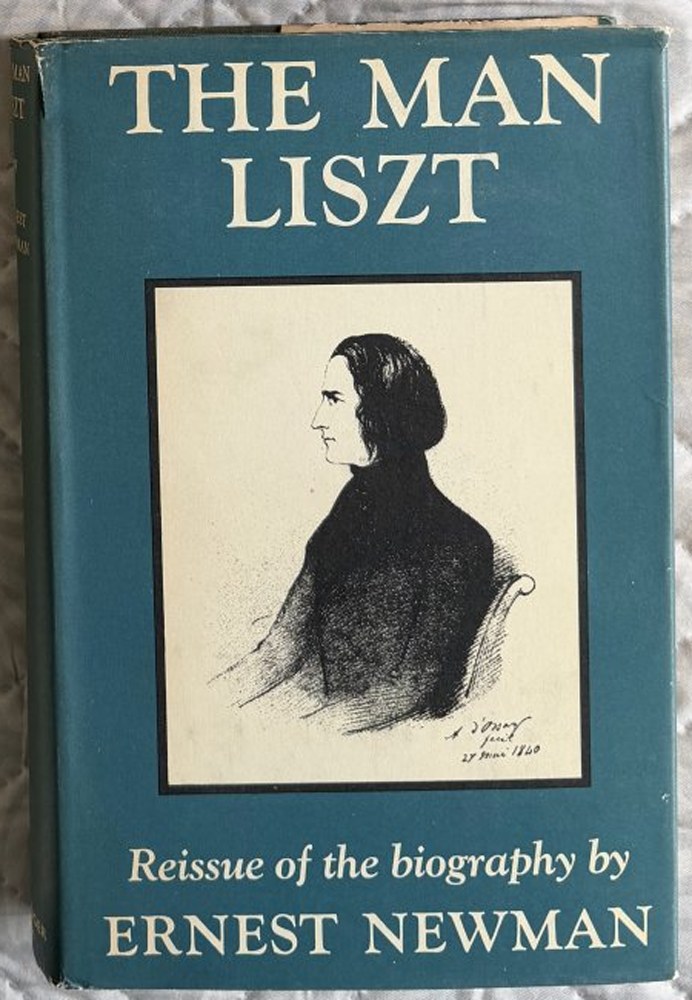 THE MAN
LISZT
A d'Orsay
fecit
27 mai 1840
Reissue of the biography by
ERNEST NEWMAN